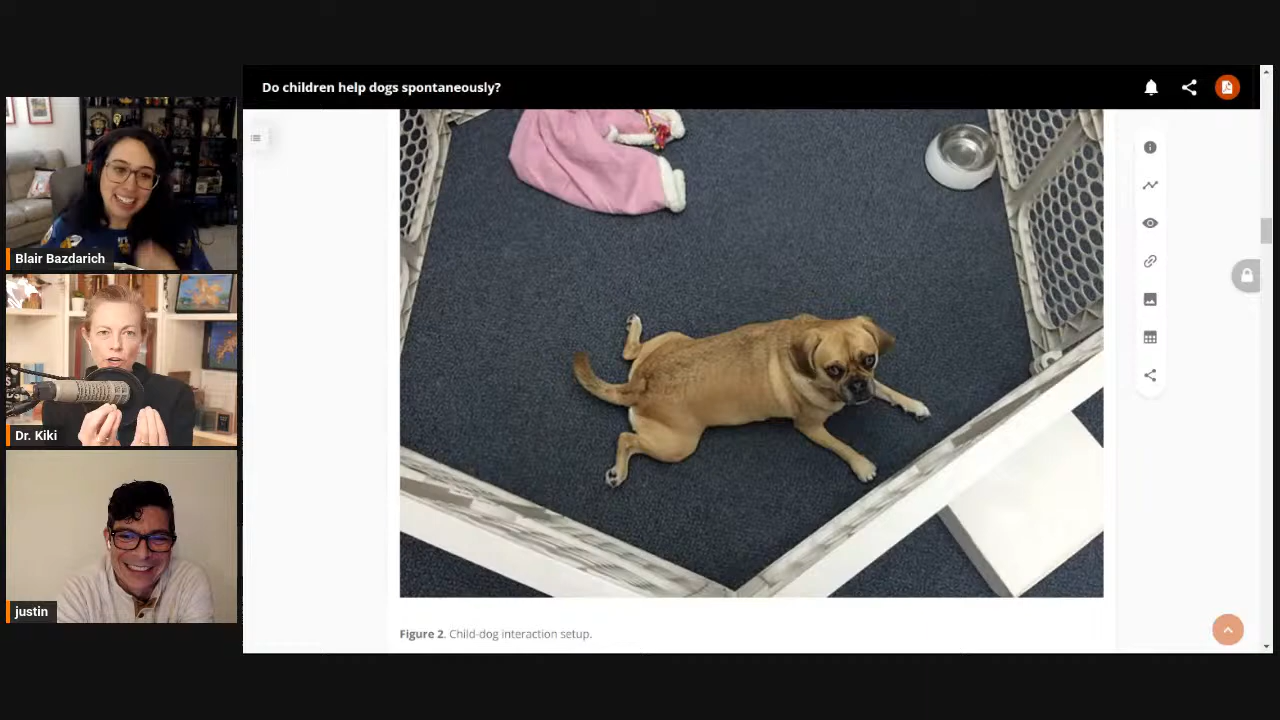 Do children help dogs spontaneously?
Blair Bazdarich
Dr. Kiki
justin
Figure 2. Child-dog interaction setup.